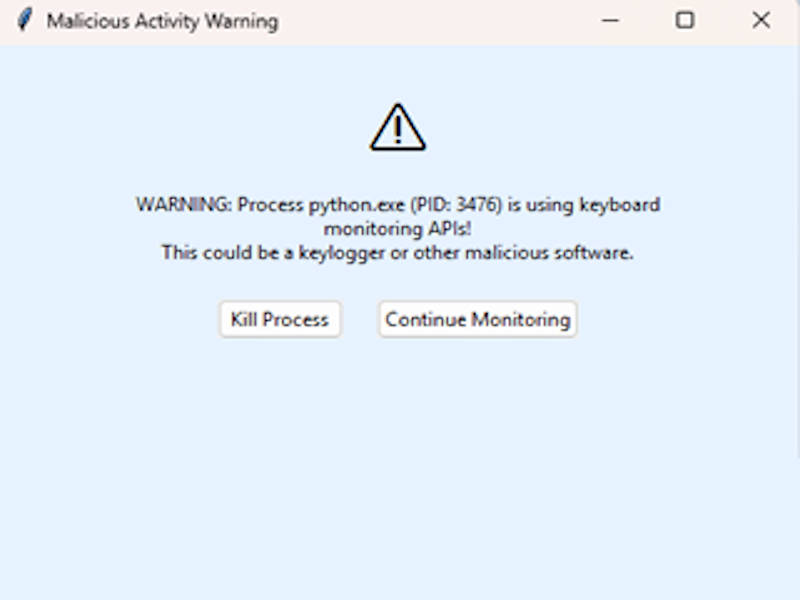 Malicious Activity Warning
WARNING: Process python.exe (PID: 3476) is using keyboard
monitoring APIs!
This could be a keylogger or other malicious software.
Kill Process
Continue Monitoring